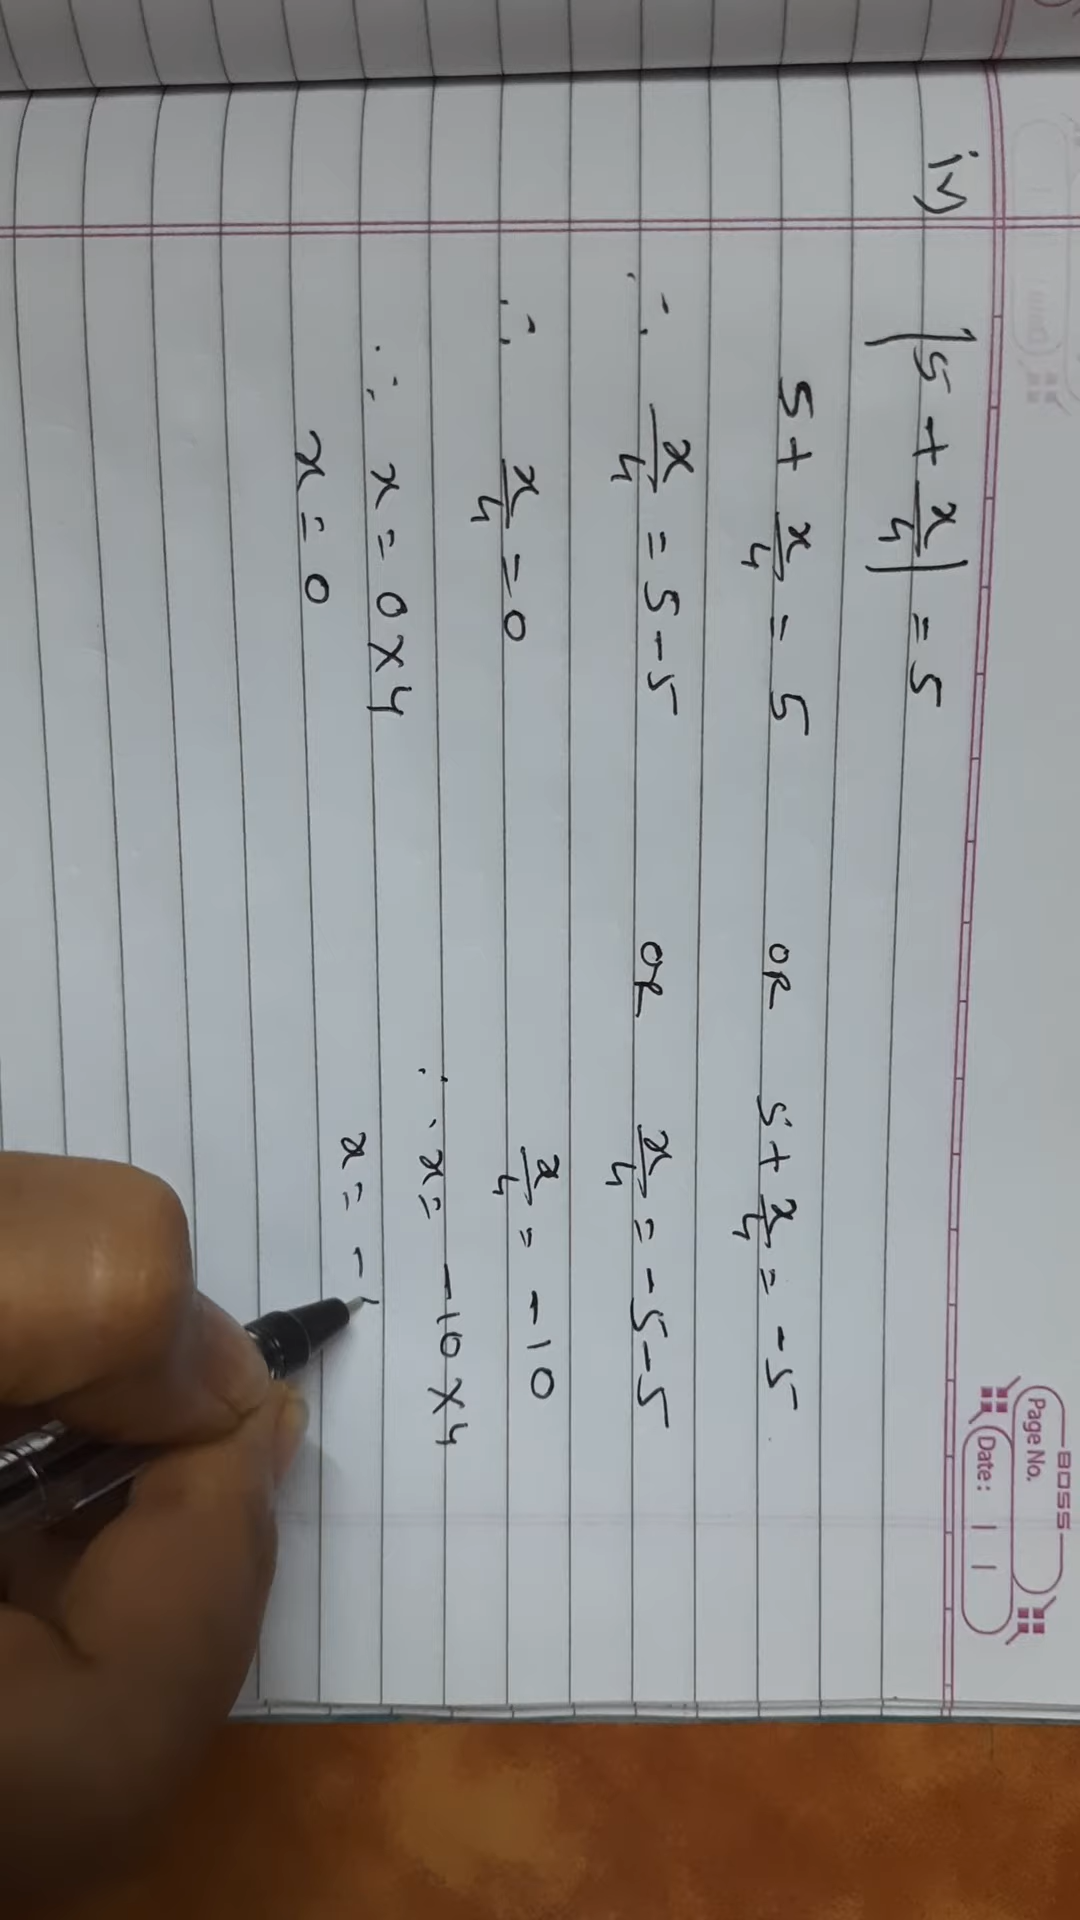 BOSS
Page No.
Date: | |
iv) |5 + x/4| = 5
5 + x/4 = 5 OR 5 + x/4 = -5
∴ x/4 = 5 - 5 OR x/4 = -5 - 5
∴ x/4 = 0 x/4 = -10
∴ x = 0 × 4 ∴ x = -10 × 4
x = 0 x = -